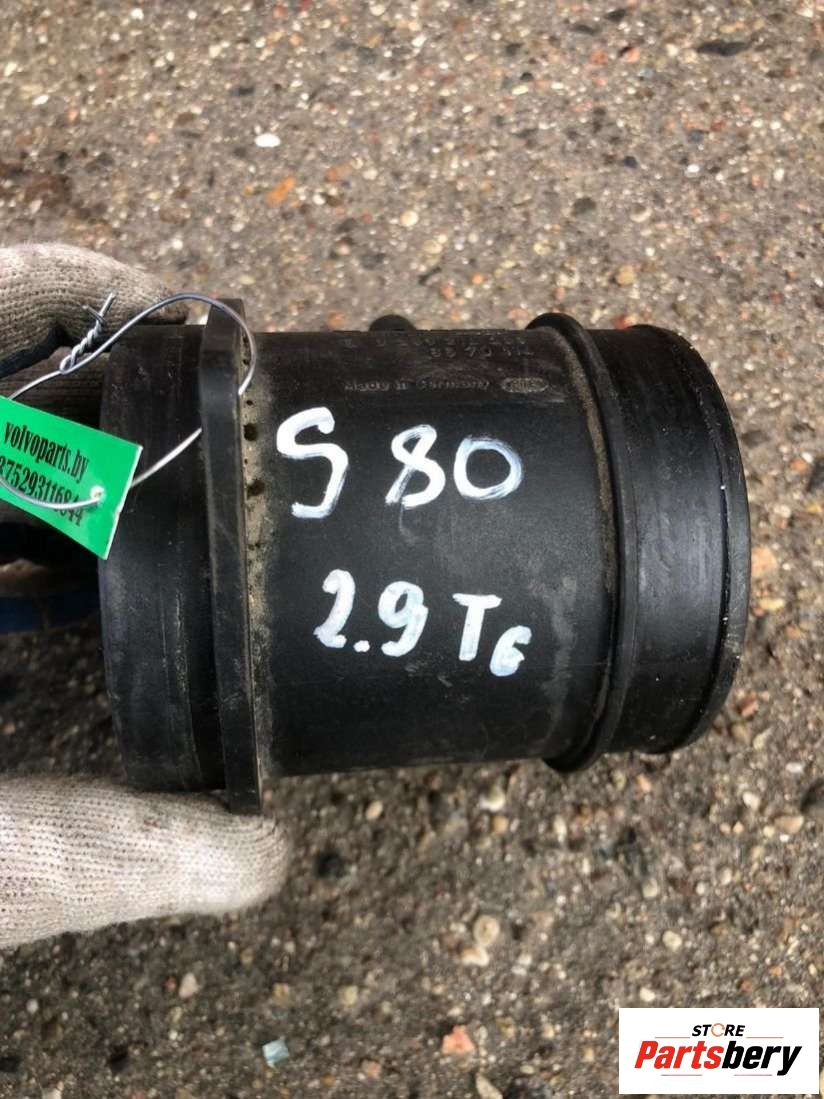 Made in Germany
S 80
2.9 T6
volvoparts.by
STORE
Partsbery